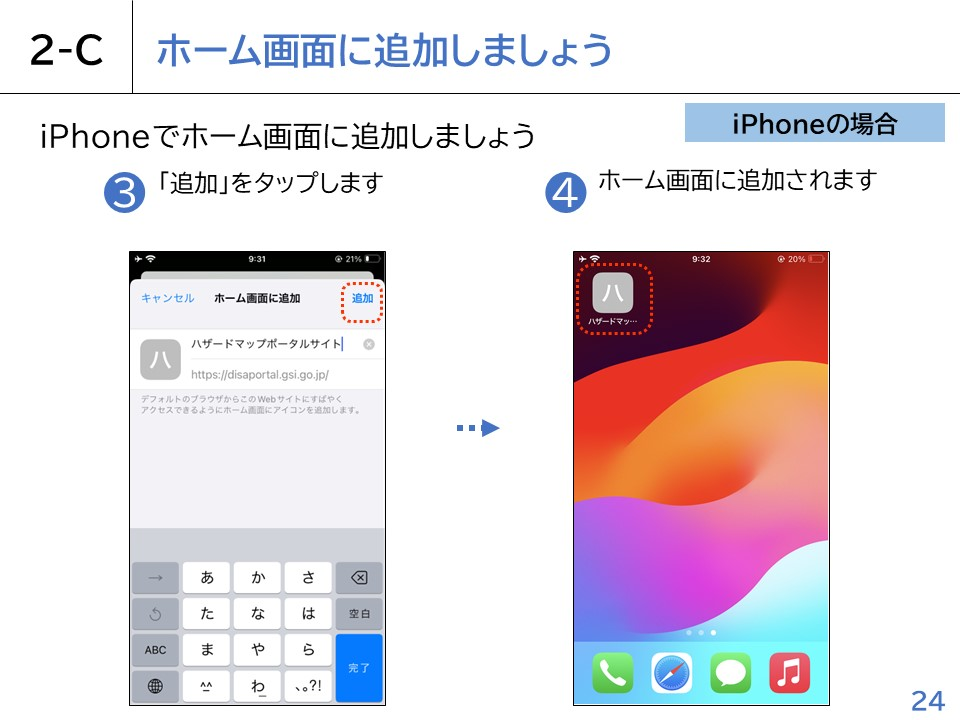 2-C
ホーム画面に追加しましょう
iPhoneの場合
iPhoneでホーム画面に追加しましょう
3
「追加」をタップします
4
ホーム画面に追加されます
9:31
21%
キャンセル
ホーム画面に追加
追加
ハ
ハザードマップポータルサイト
https://disaportal.gsi.go.jp/
デフォルトのブラウザからこのWebサイトにすばやく
アクセスできるようにホーム画面にアイコンを追加します。
→ あ か さ
た な は 空白
ABC ま や ら
完了
^^ わ_ 、。?!
9:32
20%
ハ
ハザードマッ…
24